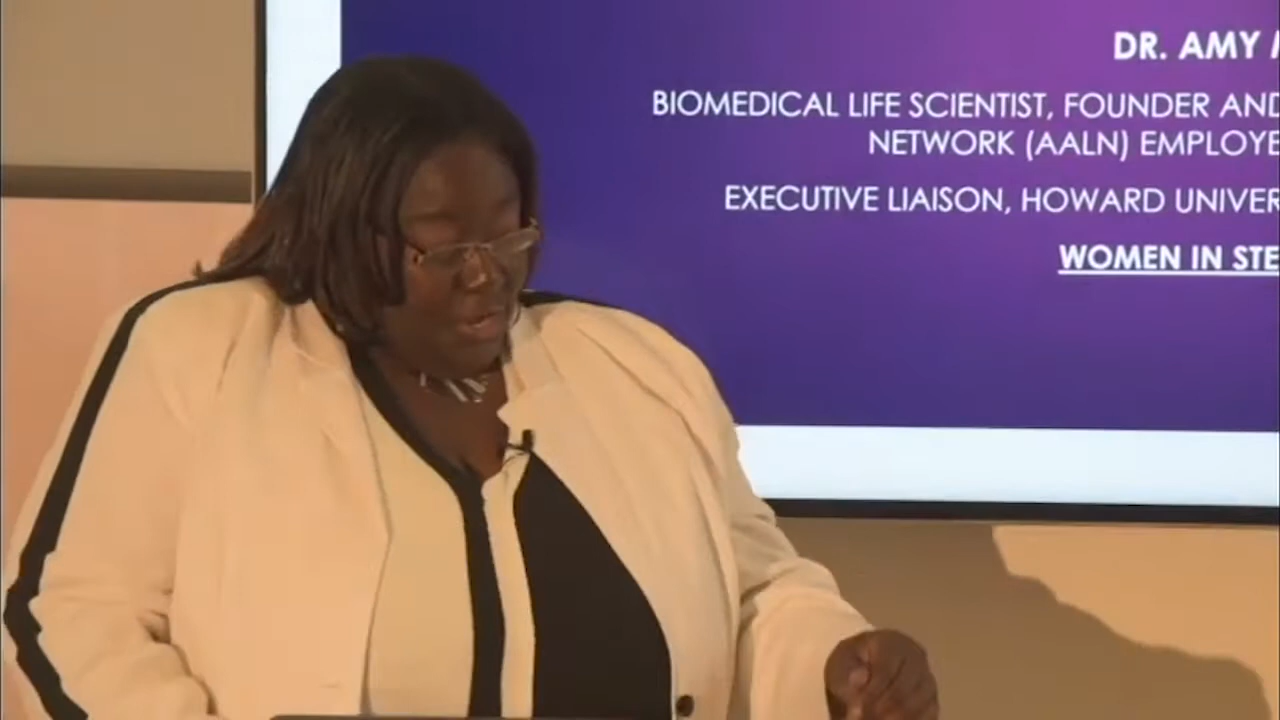 DR. AMY
BIOMEDICAL LIFE SCIENTIST, FOUNDER AND
NETWORK (AALN) EMPLOYE
EXECUTIVE LIAISON, HOWARD UNIVER
WOMEN IN STE